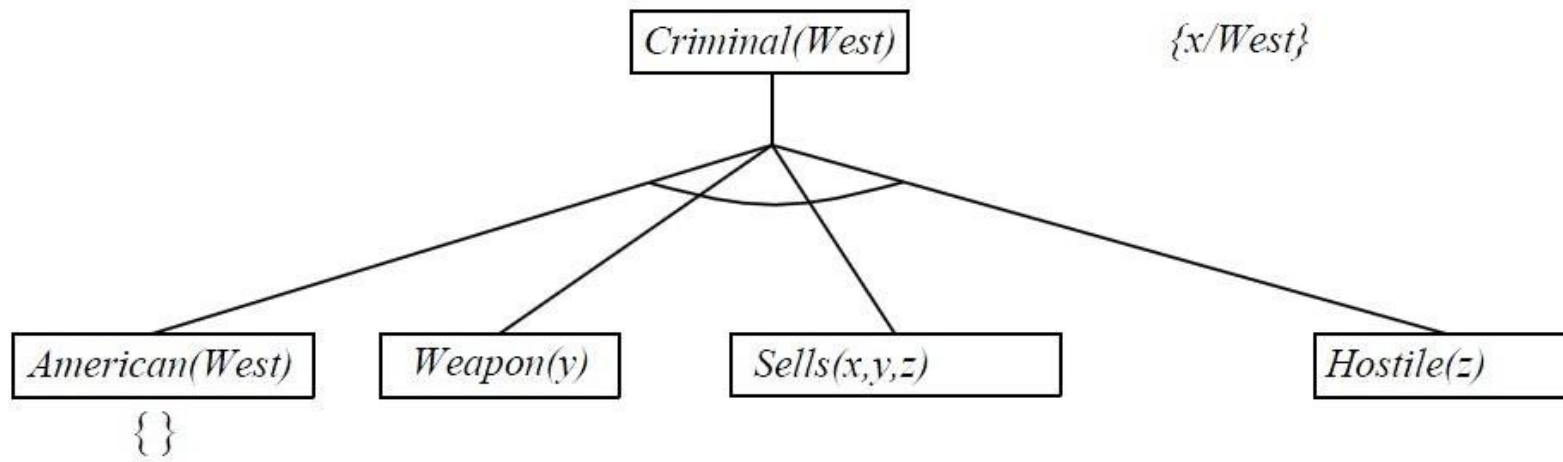 Criminal(West) {x/West}
American(West) Weapon(y) Sells(x,y,z) Hostile(z)
{ }